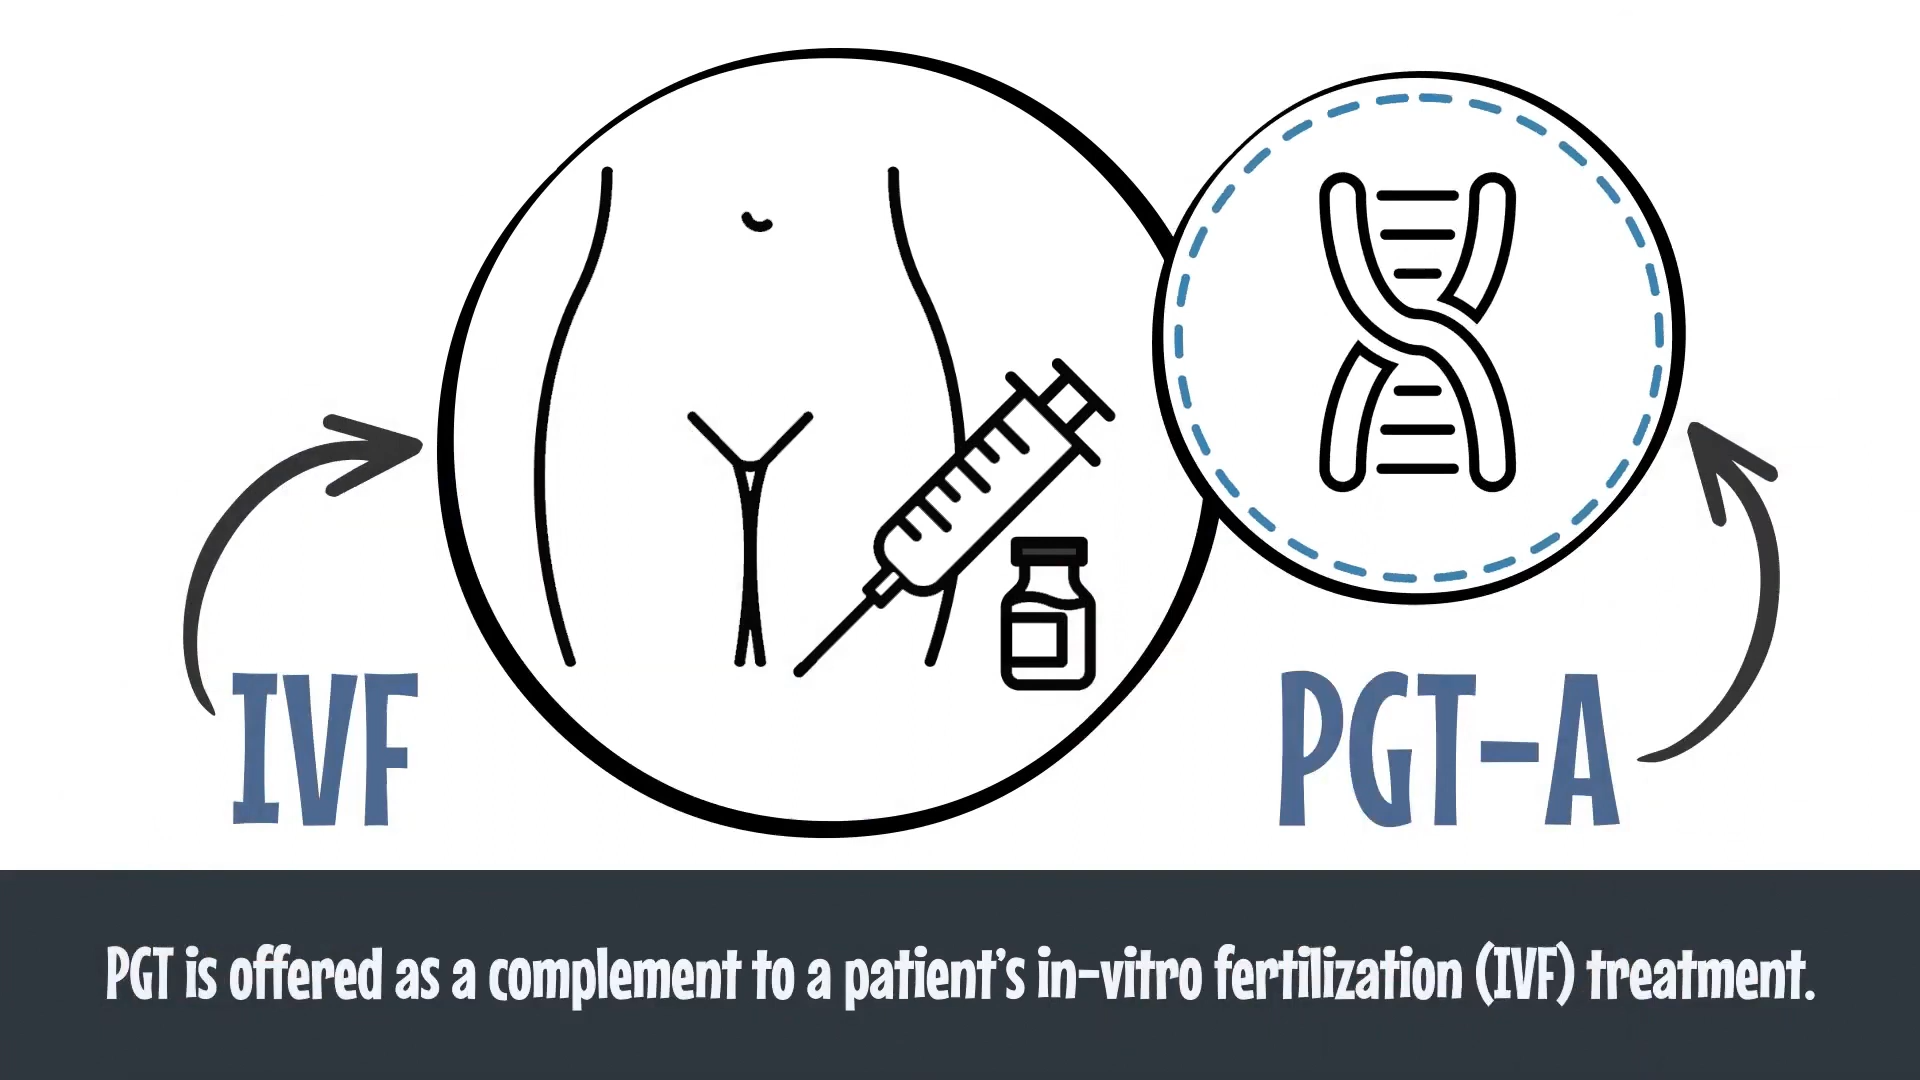 IVF
PGT-A
PGT is offered as a complement to a patient's in-vitro fertilization (IVF) treatment.